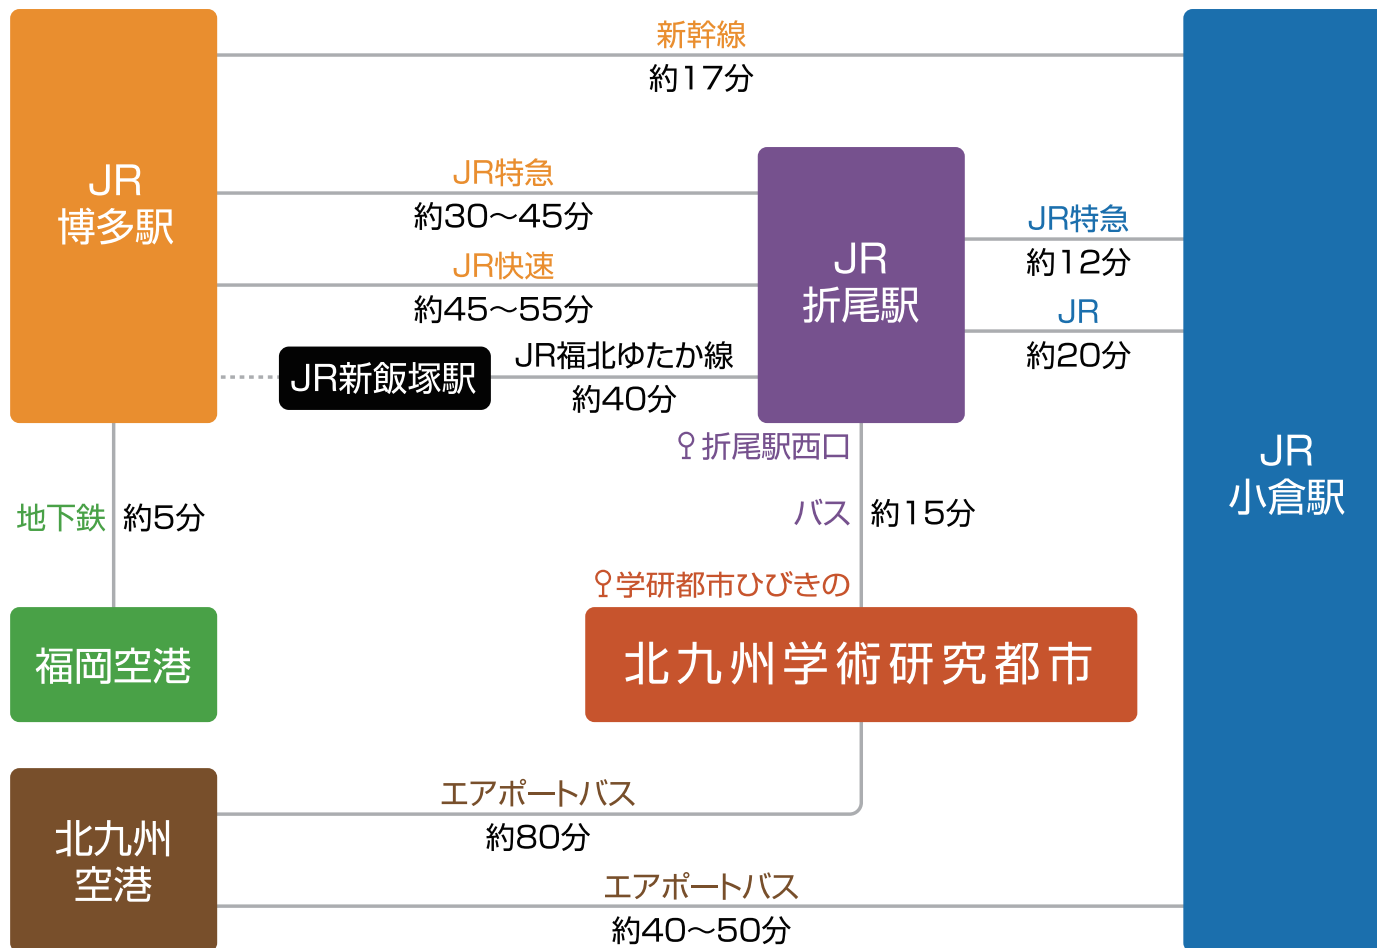 新幹線
約17分
JR
博多駅
JR特急
約30〜45分
JR快速
約45〜55分
JR新飯塚駅
JR福北ゆたか線
約40分
JR
折尾駅
JR特急
約12分
JR
約20分
JR
小倉駅
折尾駅西口
バス 約15分
学研都市ひびきの
地下鉄 約5分
福岡空港
北九州学術研究都市
北九州
空港
エアポートバス
約80分
エアポートバス
約40〜50分